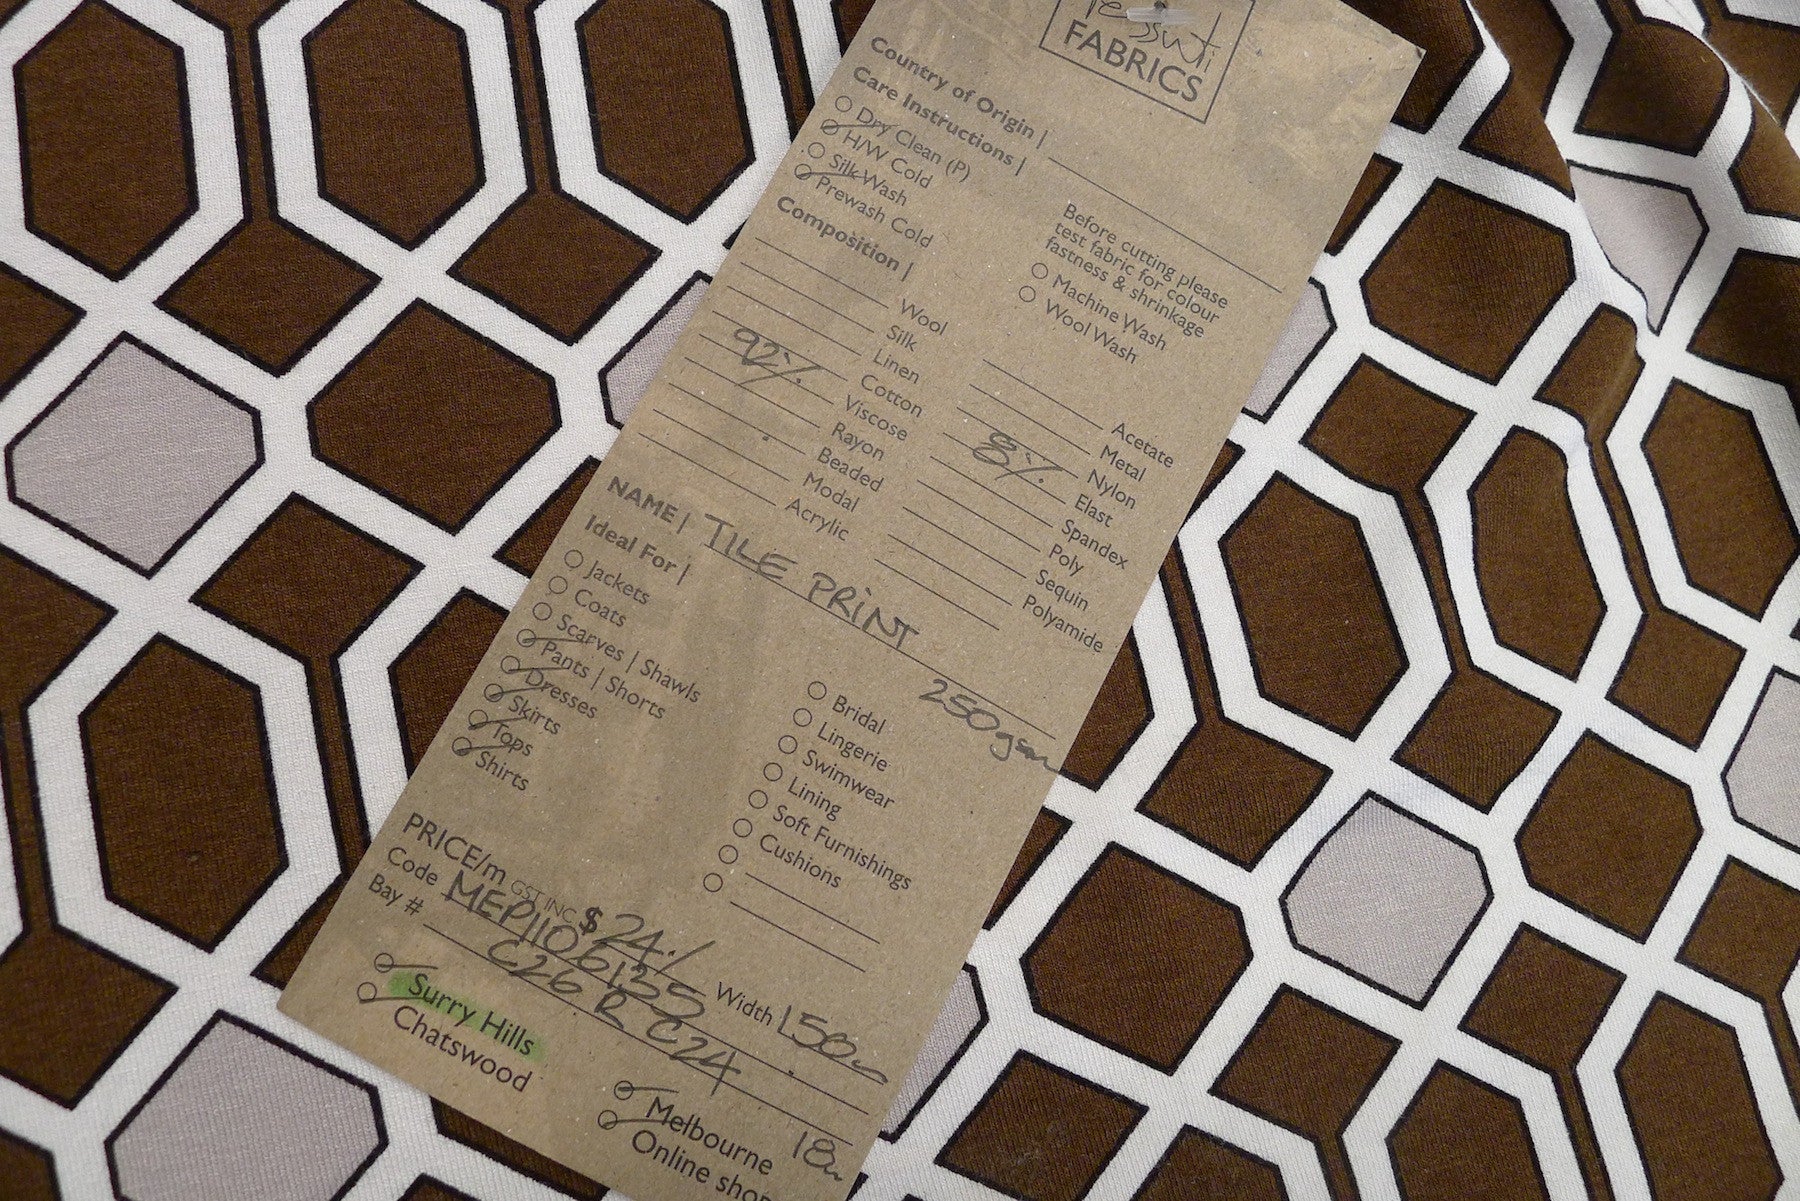 Tessuti
FABRICS
Country of Origin |
Care Instructions |
Dry Clean (P)
H/W Cold
Silk Wash
Prewash Cold
Before cutting please
test fabric for colour
fastness & shrinkage
Machine Wash
Wool Wash
Composition |
Wool
Silk
Linen
Cotton
92% Viscose
Rayon
Beaded
Modal
Acrylic
Acetate
Metal
Nylon
8% Elast
Spandex
Poly
Sequin
Polyamide
NAME | TILE PRINT
250gsm
Ideal For |
Jackets
Coats
Scarves | Shawls
Pants | Shorts
Dresses
Skirts
Tops
Shirts
Bridal
Lingerie
Swimwear
Lining
Soft Furnishings
Cushions
PRICE/m GST INC $24./ Width 150
Code MEP1106135
Bay # C26 R C24
Surry Hills
Chatswood
Melbourne
Online shop
18m